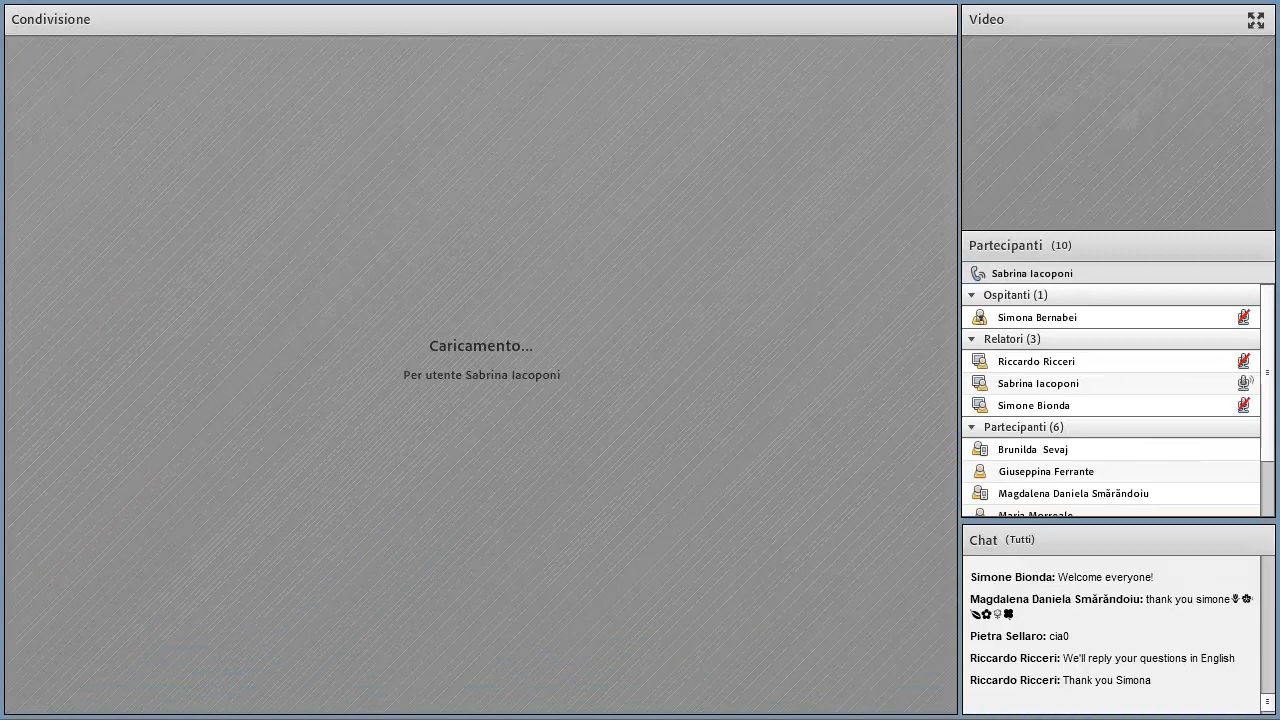 Condivisione
Caricamento...
Per utente Sabrina Iacoponi
Video
Partecipanti (10)
Sabrina Iacoponi
Ospitanti (1)
Simona Bernabei
Relatori (3)
Riccardo Ricceri
Sabrina Iacoponi
Simone Bionda
Partecipanti (6)
Brunilda Sevaj
Giuseppina Ferrante
Magdalena Daniela Smărăndoiu
Maria Morreale
Chat (Tutti)
Simone Bionda: Welcome everyone!
Magdalena Daniela Smărăndoiu: thank you simone
Pietra Sellaro: cia0
Riccardo Ricceri: We'll reply your questions in English
Riccardo Ricceri: Thank you Simona